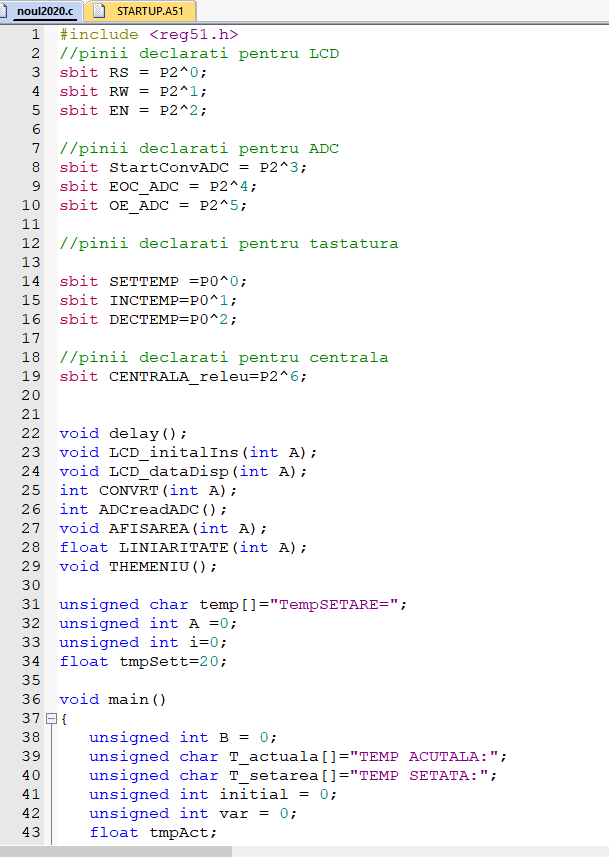 noul2020.c STARTUP.A51
1 #include <reg51.h>
2 //pinii declarati pentru LCD
3 sbit RS = P2^0;
4 sbit RW = P2^1;
5 sbit EN = P2^2;
6
7 //pinii declarati pentru ADC
8 sbit StartConvADC = P2^3;
9 sbit EOC_ADC = P2^4;
10 sbit OE_ADC = P2^5;
11
12 //pinii declarati pentru tastatura
13
14 sbit SETTEMP =P0^0;
15 sbit INCTEMP=P0^1;
16 sbit DECTEMP=P0^2;
17
18 //pinii declarati pentru centrala
19 sbit CENTRALA_releu=P2^6;
20
21
22 void delay();
23 void LCD_initalIns(int A);
24 void LCD_dataDisp(int A);
25 int CONVRT(int A);
26 int ADCreadADC();
27 void AFISAREA(int A);
28 float LINIARITATE(int A);
29 void THEMENIU();
30
31 unsigned char temp[]="TempSETARE=";
32 unsigned int A =0;
33 unsigned int i=0;
34 float tmpSett=20;
35
36 void main()
37 {
38 unsigned int B = 0;
39 unsigned char T_actuala[]="TEMP ACUTALA:";
40 unsigned char T_setarea[]="TEMP SETATA:";
41 unsigned int initial = 0;
42 unsigned int var = 0;
43 float tmpAct;